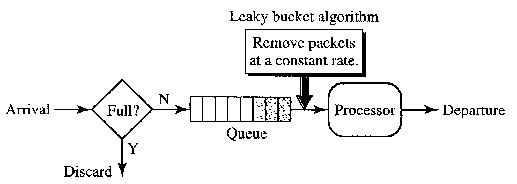 Leaky bucket algorithm
Remove packets
at a constant rate.
Arrival
Full?
N
Queue
Processor
Departure
Y
Discard